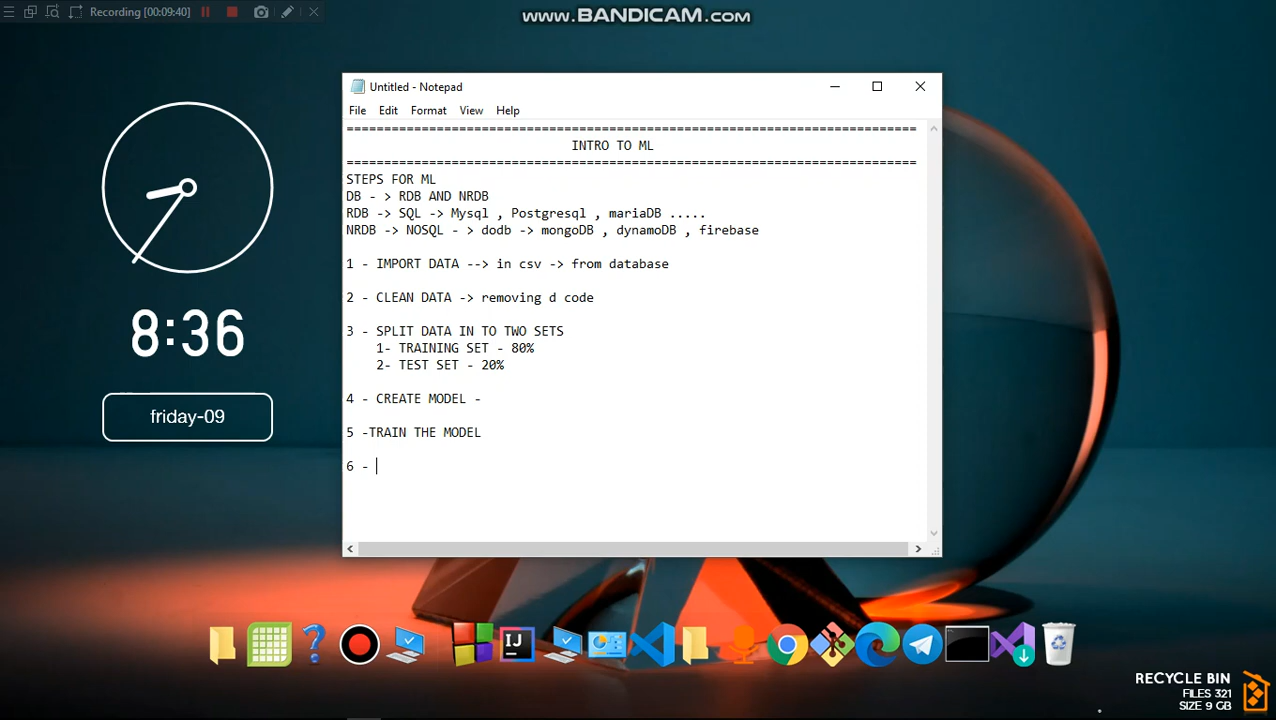 Recording [00:09:40]
www.BANDICAM.com
Untitled - Notepad
File Edit Format View Help
============================================================================
INTRO TO ML
============================================================================
STEPS FOR ML
DB - > RDB AND NRDB
RDB -> SQL -> Mysql , Postgresql , mariaDB .....
NRDB -> NOSQL - > dodb -> mongoDB , dynamoDB , firebase
1 - IMPORT DATA --> in csv -> from database
2 - CLEAN DATA -> removing d code
3 - SPLIT DATA IN TO TWO SETS
1- TRAINING SET - 80%
2- TEST SET - 20%
4 - CREATE MODEL -
5 -TRAIN THE MODEL
6 -
8:36
friday-09
IJ
RECYCLE BIN
FILES 321
SIZE 9 GB